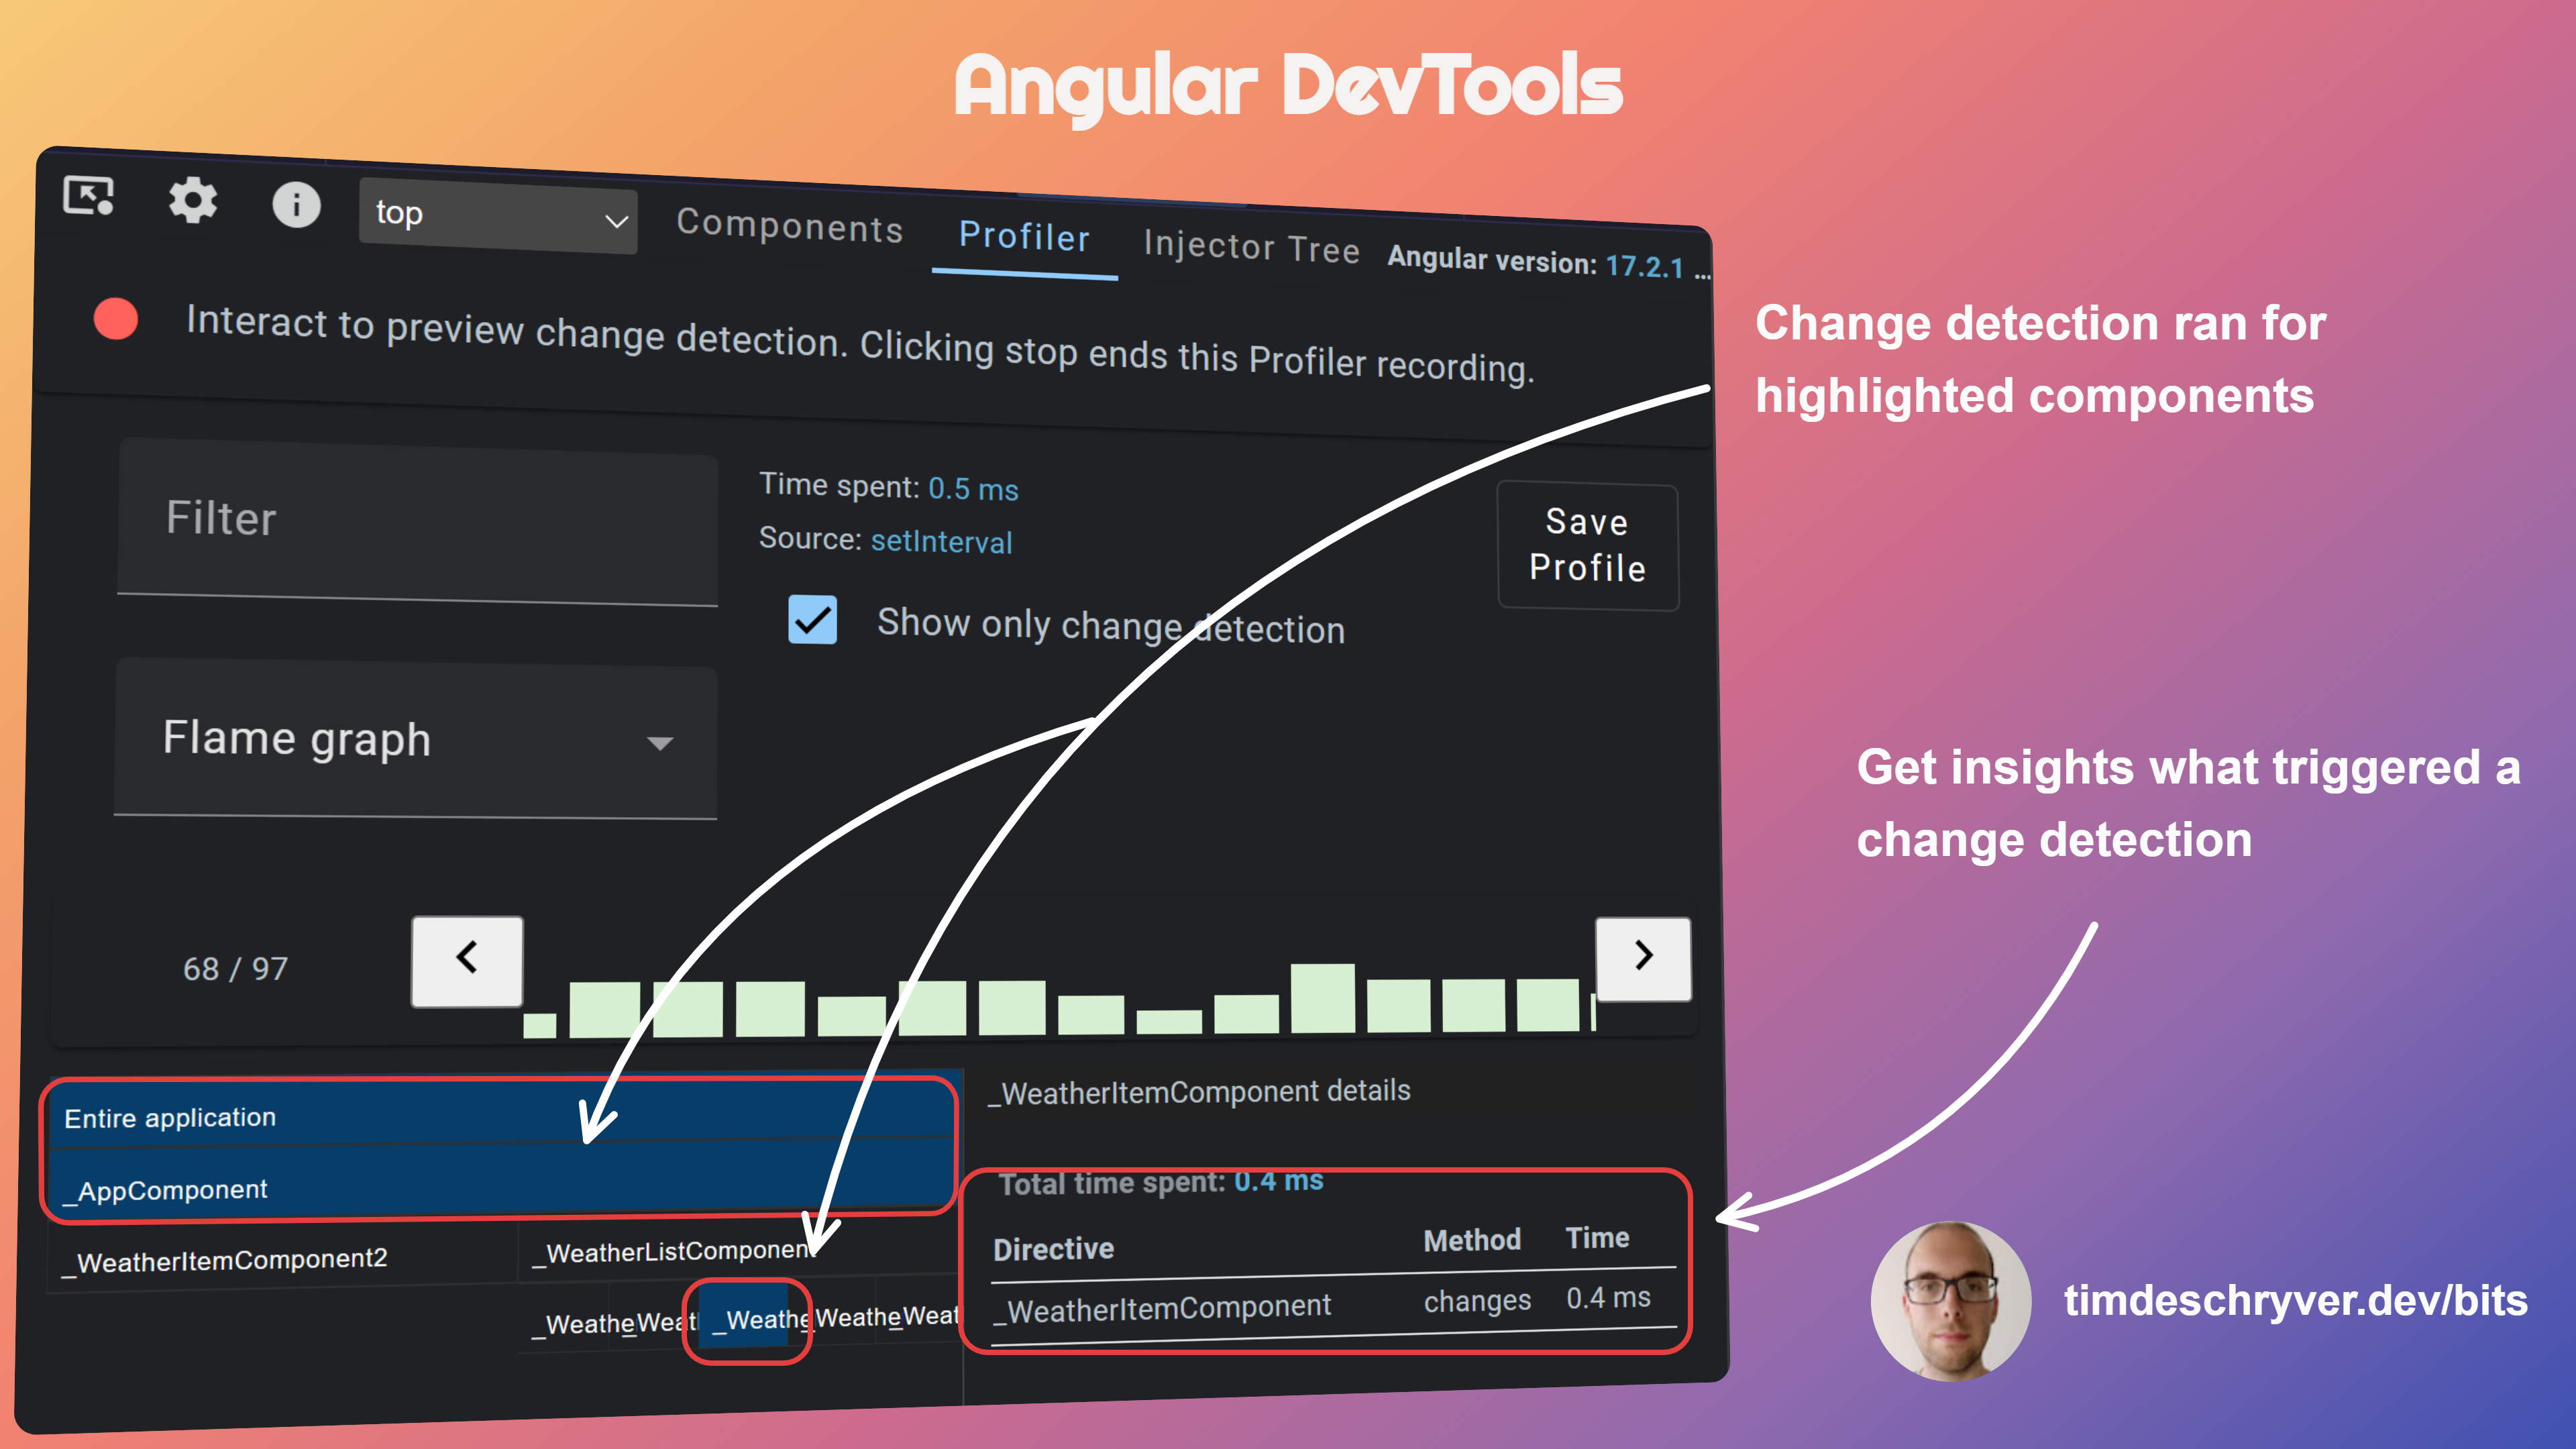 Angular DevTools
top
Components
Profiler
Injector Tree
Angular version: 17.2.1 ...
Interact to preview change detection. Clicking stop ends this Profiler recording.
Change detection ran for
highlighted components
Filter
Time spent: 0.5 ms
Source: setInterval
Show only change detection
Save
Profile
Flame graph
Get insights what triggered a
change detection
68 / 97
Entire application
_AppComponent
_WeatherItemComponent2
_WeatherListComponent
_Weathe
_Weat
_Weathe
_Weathe
_Weat
_WeatherItemComponent details
Total time spent: 0.4 ms
Directive Method Time
_WeatherItemComponent changes 0.4 ms
timdeschryver.dev/bits